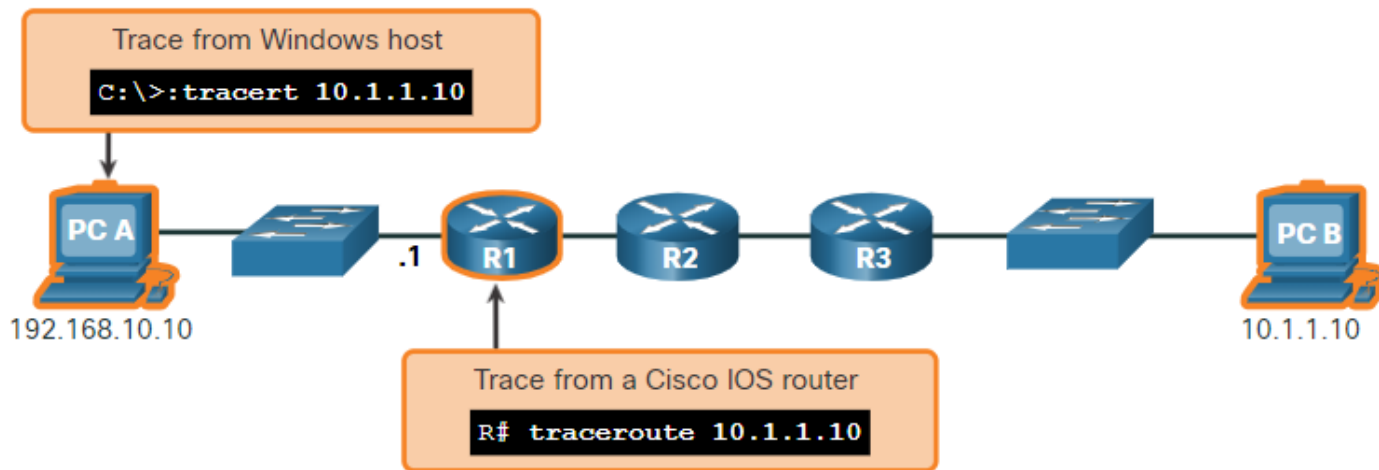 Trace from Windows host
C:\>:tracert 10.1.1.10
PC A
.1
R1
R2
R3
PC B
192.168.10.10
10.1.1.10
Trace from a Cisco IOS router
R# traceroute 10.1.1.10